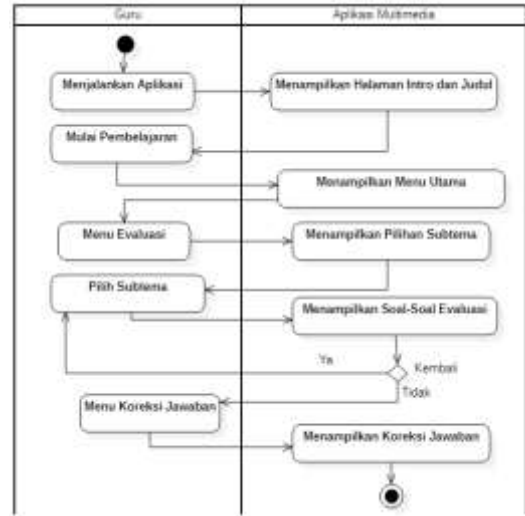 Guru
Aplikasi Multimedia
Menjalankan Aplikasi
Menampilkan Halaman Intro dan Judul
Mulai Pembelajaran
Menampilkan Menu Utama
Menu Evaluasi
Menampilkan Pilihan Subtema
Pilih Subtema
Menampilkan Soal-Soal Evaluasi
Ya
Kembali
Tidak
Menu Koreksi Jawaban
Menampilkan Koreksi Jawaban